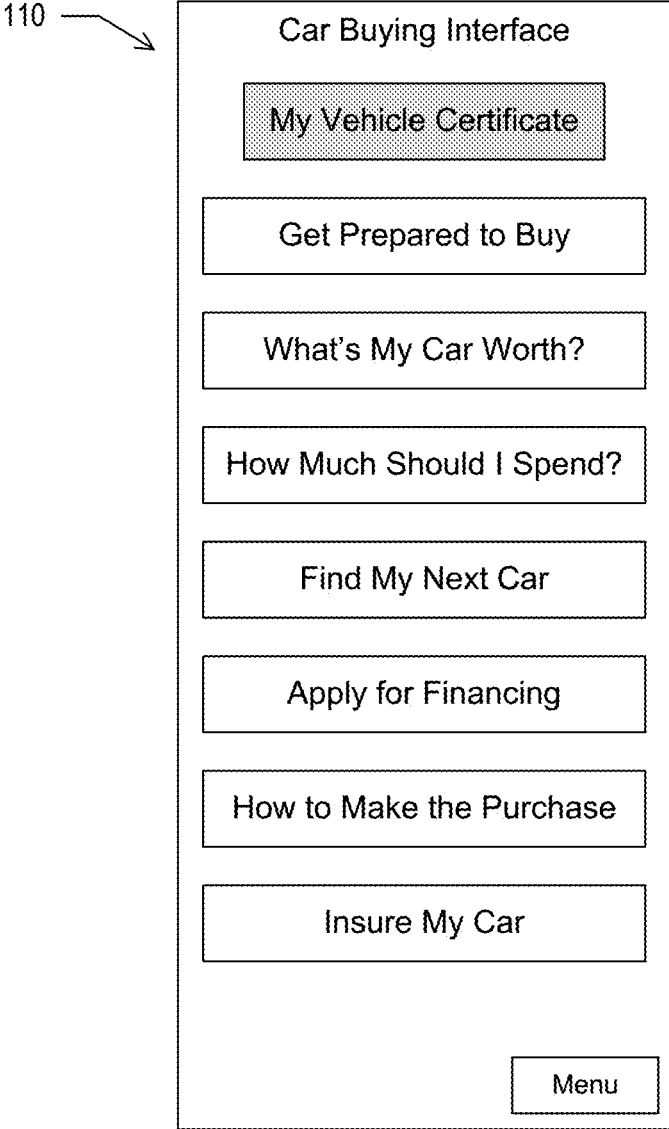 110
Car Buying Interface
My Vehicle Certificate
Get Prepared to Buy
What's My Car Worth?
How Much Should I Spend?
Find My Next Car
Apply for Financing
How to Make the Purchase
Insure My Car
Menu